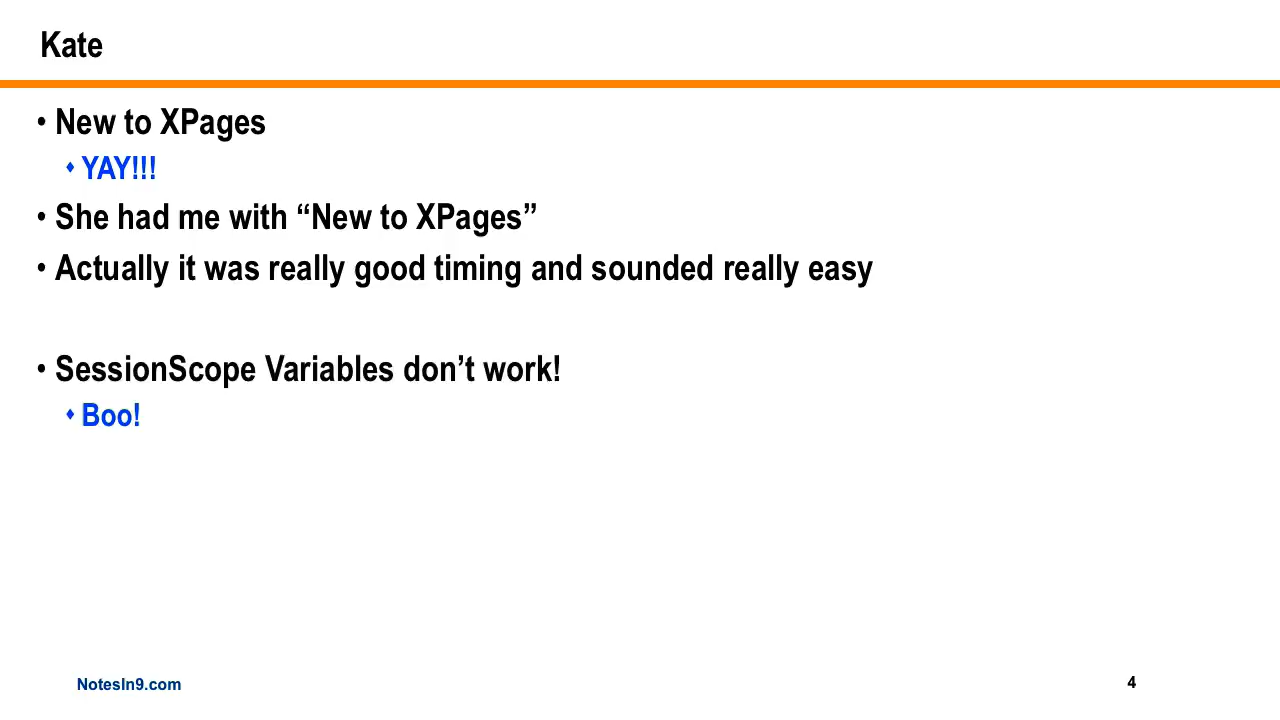 Kate
• New to XPages
♦ YAY!!!
• She had me with “New to XPages”
• Actually it was really good timing and sounded really easy
• SessionScope Variables don’t work!
♦ Boo!
NotesIn9.com
4